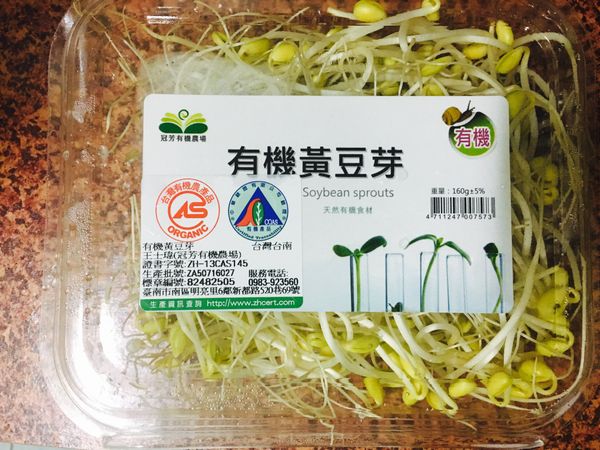 冠芳有機農場
有機
有機黃豆芽
Soybean sprouts
天然有機食材
重量：160g±5%
4711247007573
台灣有機農產品
CAS
ORGANIC
COAS
有機產品
有機黃豆芽 台灣台南
王士瑋(冠芳有機農場)
證書字號:ZH-13CAS145
生產批號:ZA50716027 服務電話:
標章編號:82482505 0983-923560
臺南市南區明亮里6鄰新都路520巷69號
生產資訊查詢 http://www.zhcert.com